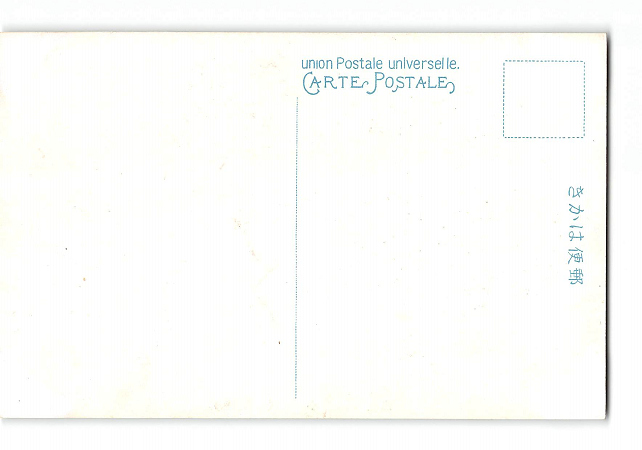 union Postale universelle.
CARTE POSTALE
きかは便郵